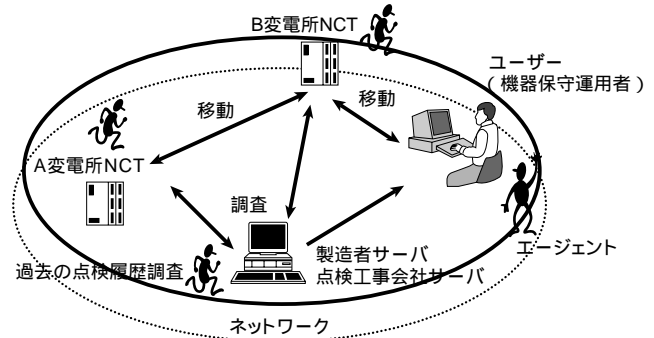 B変電所NCT
ユーザー
(機器保守運用者)
移動
移動
A変電所NCT
調査
製造者サーバ
点検工事会社サーバ
エージェント
過去の点検履歴調査
ネットワーク